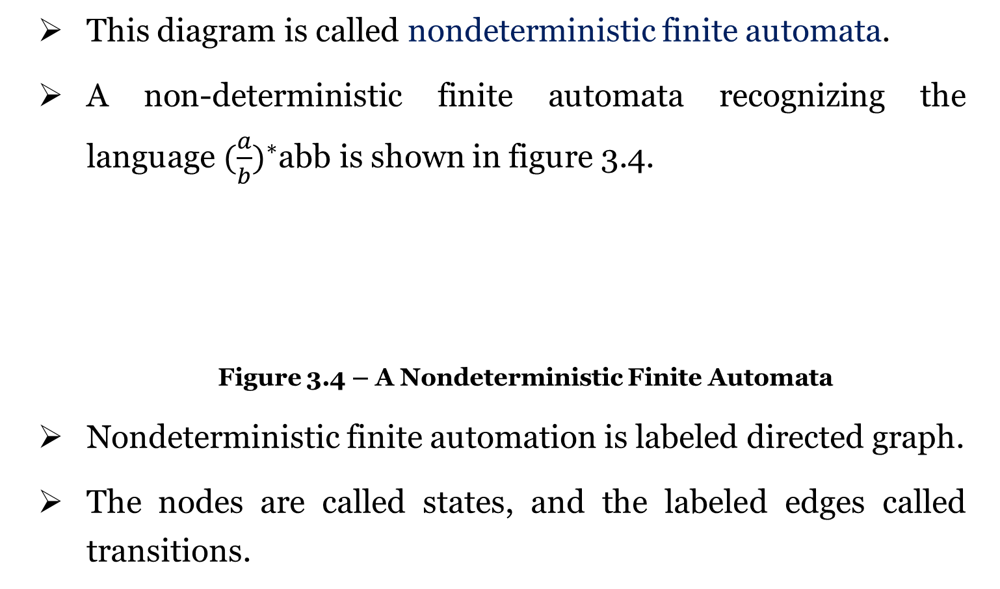 ➢ This diagram is called nondeterministic finite automata.
➢ A non-deterministic finite automata recognizing the
language (a/b)*abb is shown in figure 3.4.
Figure 3.4 – A Nondeterministic Finite Automata
➢ Nondeterministic finite automation is labeled directed graph.
➢ The nodes are called states, and the labeled edges called
transitions.